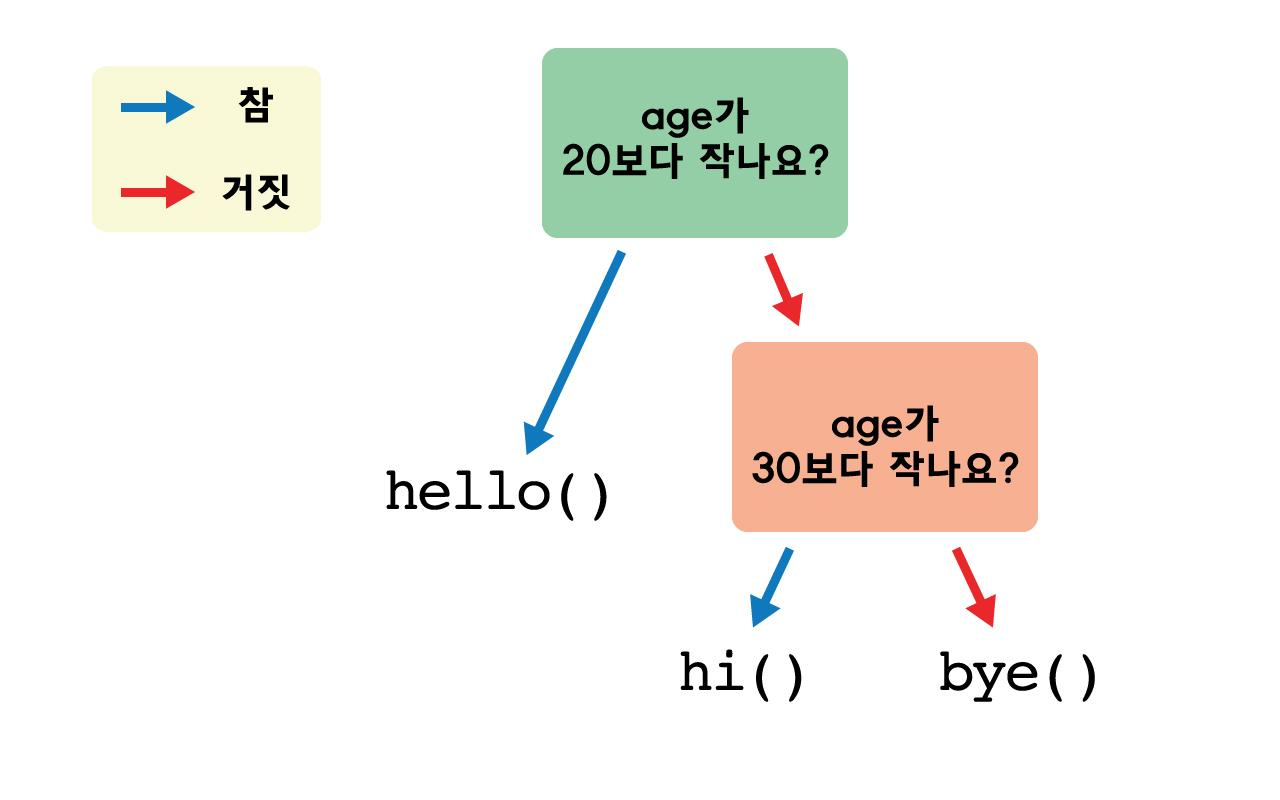 참
거짓
age가
20보다 작나요?
age가
30보다 작나요?
hello()
hi()
bye()